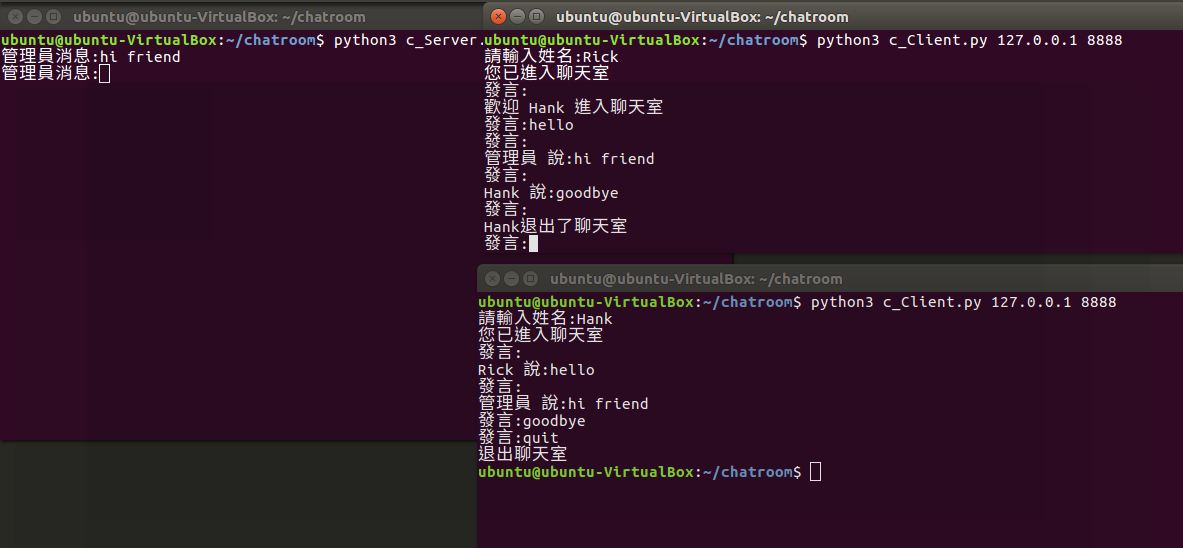 ubuntu@ubuntu-VirtualBox: ~/chatroom
ubuntu@ubuntu-VirtualBox:~/chatroom$ python3 c_Server.
管理員消息:hi friend
管理員消息:
ubuntu@ubuntu-VirtualBox: ~/chatroom
ubuntu@ubuntu-VirtualBox:~/chatroom$ python3 c_Client.py 127.0.0.1 8888
請輸入姓名:Rick
您已進入聊天室
發言:
歡迎 Hank 進入聊天室
發言:hello
發言:
管理員 說:hi friend
發言:
Hank 說:goodbye
發言:
Hank退出了聊天室
發言:
ubuntu@ubuntu-VirtualBox: ~/chatroom
ubuntu@ubuntu-VirtualBox:~/chatroom$ python3 c_Client.py 127.0.0.1 8888
請輸入姓名:Hank
您已進入聊天室
發言:
Rick 說:hello
發言:
管理員 說:hi friend
發言:goodbye
發言:quit
退出聊天室
ubuntu@ubuntu-VirtualBox:~/chatroom$